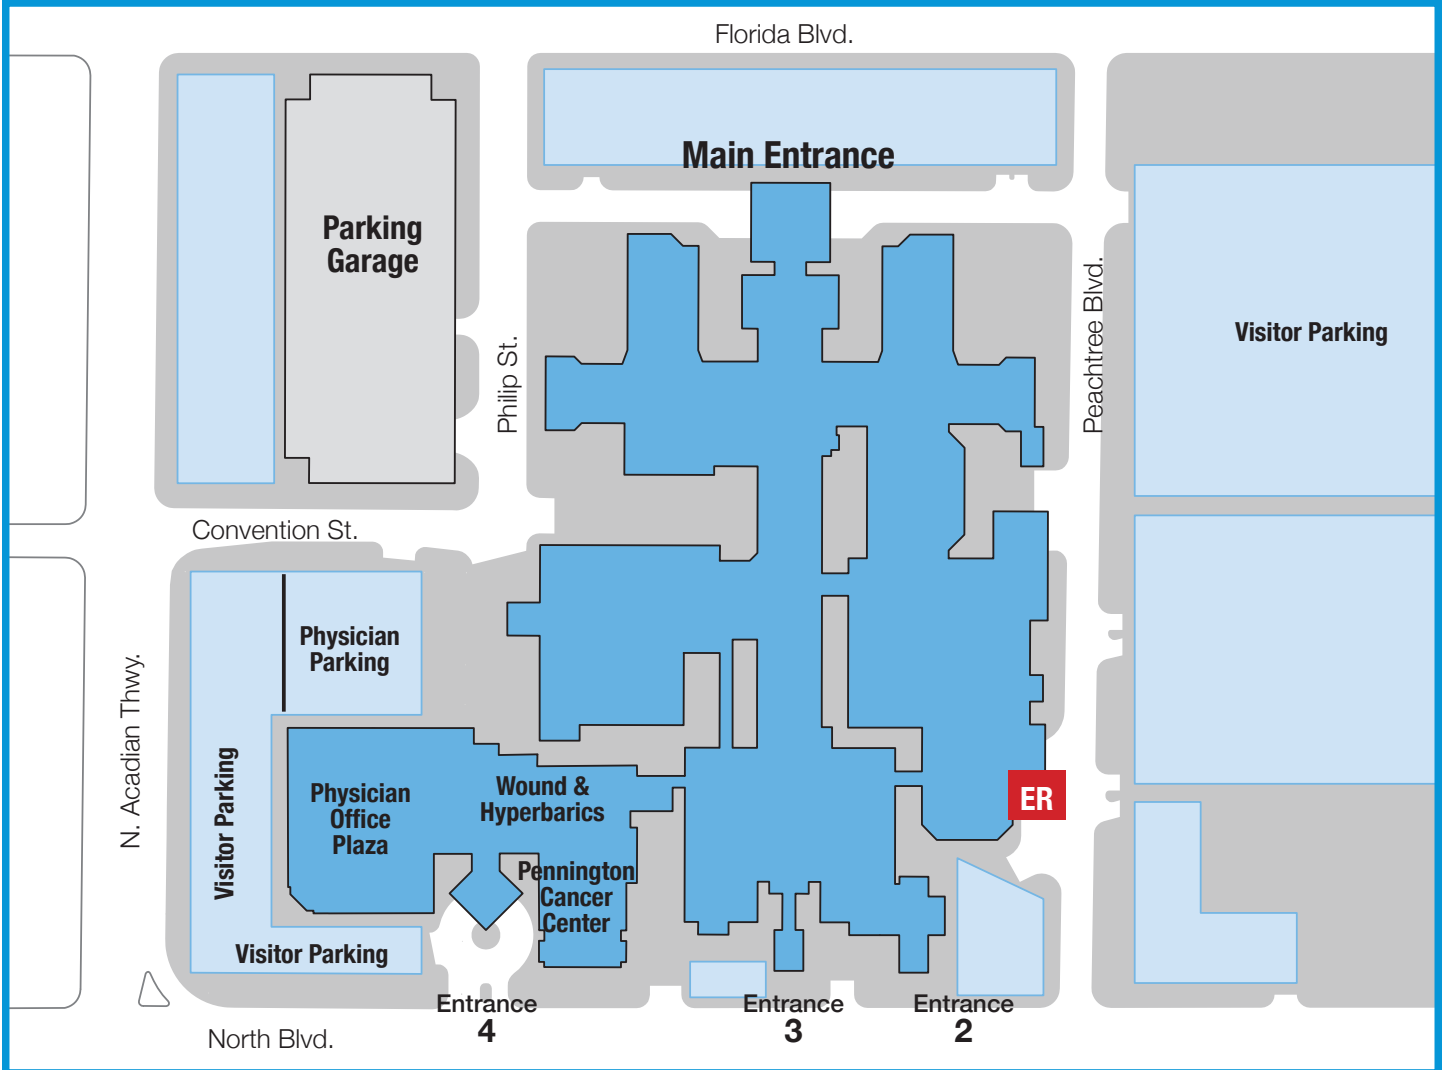 Florida Blvd.
Main Entrance
Parking
Garage
Philip St.
Peachtree Blvd.
Visitor Parking
Convention St.
Physician
Parking
N. Acadian Thwy.
Visitor Parking
Physician
Office
Plaza
Wound &
Hyperbarics
ER
Pennington
Cancer
Center
Visitor Parking
Entrance
4
Entrance
3
Entrance
2
North Blvd.